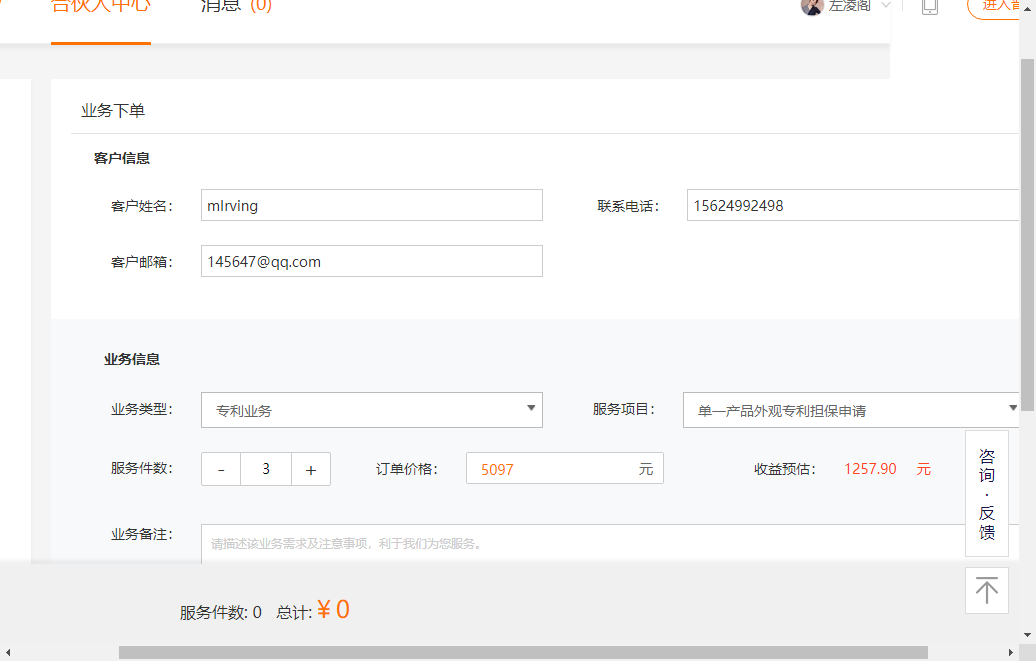 合伙人中心 消息 (0) 左凌阁
业务下单
客户信息
客户姓名： mlrving 联系电话： 15624992498
客户邮箱： 145647@qq.com
业务信息
业务类型： 专利业务 服务项目： 单一产品外观专利担保申请
服务件数： - 3 + 订单价格： 5097 元 收益预估： 1257.90 元
咨询·反馈
业务备注： 请描述该业务需求及注意事项，利于我们为您服务。
服务件数: 0 总计: ¥ 0